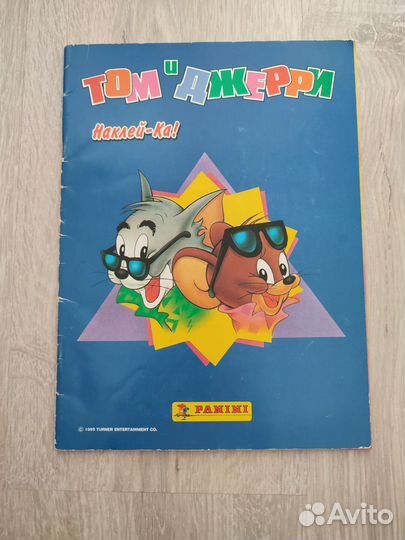 ТОМ и ДЖЕРРИ
Наклей-Ка!
PANINI
© 1995 TURNER ENTERTAINMENT CO.
Avito